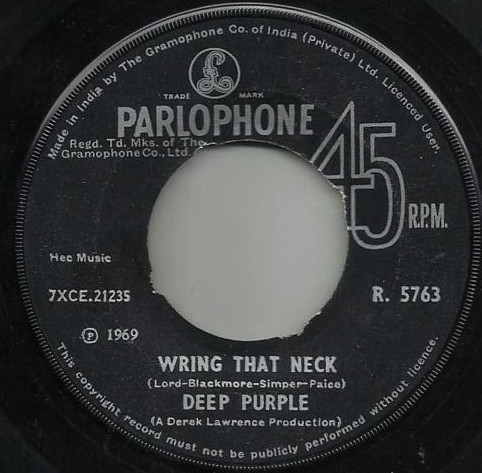 Made in India by The Gramophone Co. of India (Private) Ltd. Licenced User.
£
TRADE MARK
PARLOPHONE
Regd. Td. Mks. of The
Gramophone Co., Ltd.
45
R.P.M.
Hec Music
7XCE.21235
R. 5763
Ⓟ 1969
WRING THAT NECK
(Lord-Blackmore-Simper-Paice)
DEEP PURPLE
(A Derek Lawrence Production)
This copyright record must not be publicly performed without licence.